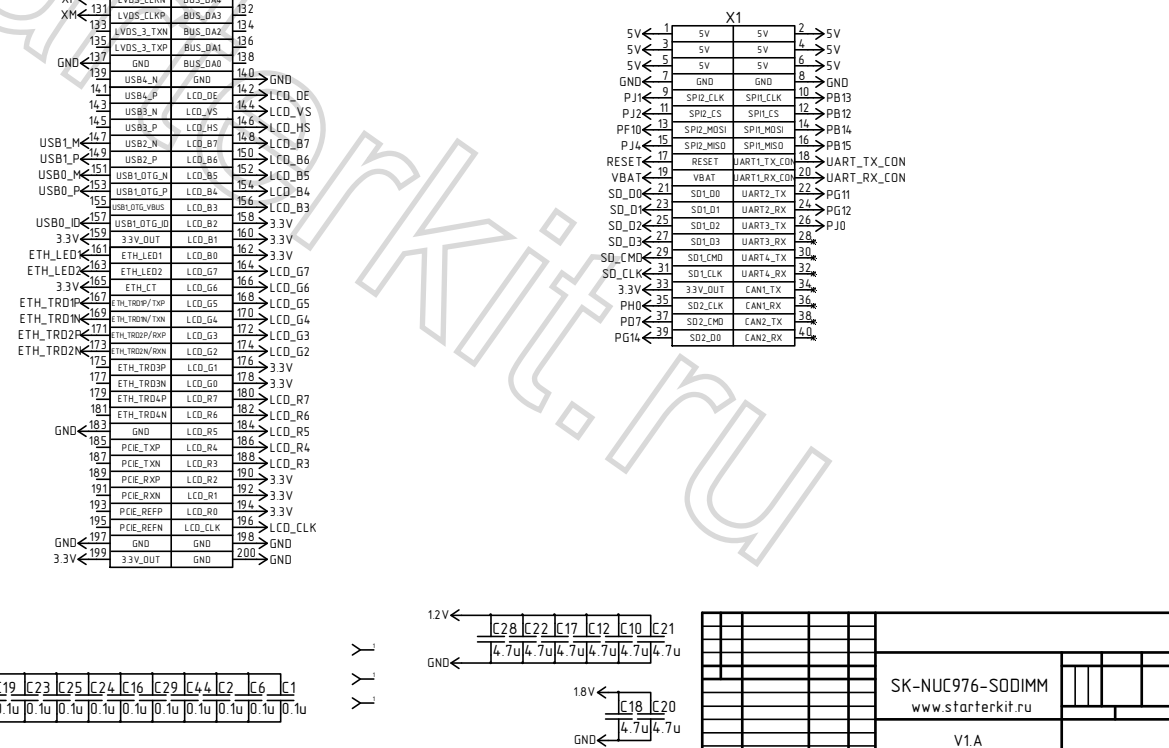 131 LVDS_CLKP BUS_DA3 132
XM
133 LVDS_3_TXN BUS_DA2 134
135 LVDS_3_TXP BUS_DA1 136
GND 137 GND BUS_DA0 138
139 USB4_N GND 140 GND
141 USB4_P LCD_DE 142 LCD_DE
143 USB3_N LCD_VS 144 LCD_VS
145 USB3_P LCD_HS 146 LCD_HS
USB1_M 147 USB2_N LCD_B7 148 LCD_B7
USB1_P 149 USB2_P LCD_B6 150 LCD_B6
USB0_M 151 USB1_OTG_N LCD_B5 152 LCD_B5
USB0_P 153 USB1_OTG_P LCD_B4 154 LCD_B4
155 USB1_OTG_VBUS LCD_B3 156 LCD_B3
USB0_ID 157 USB1_OTG_ID LCD_B2 158 3.3V
3.3V 159 3.3V_OUT LCD_B1 160 3.3V
ETH_LED1 161 ETH_LED1 LCD_B0 162 3.3V
ETH_LED2 163 ETH_LED2 LCD_G7 164 LCD_G7
3.3V 165 ETH_CT LCD_G6 166 LCD_G6
ETH_TRD1P 167 ETH_TRD1P/TXP LCD_G5 168 LCD_G5
ETH_TRD1N 169 ETH_TRD1N/TXN LCD_G4 170 LCD_G4
ETH_TRD2P 171 ETH_TRD2P/RXP LCD_G3 172 LCD_G3
ETH_TRD2N 173 ETH_TRD2N/RXN LCD_G2 174 LCD_G2
175 ETH_TRD3P LCD_G1 176 3.3V
177 ETH_TRD3N LCD_G0 178 3.3V
179 ETH_TRD4P LCD_R7 180 LCD_R7
181 ETH_TRD4N LCD_R6 182 LCD_R6
GND 183 GND LCD_R5 184 LCD_R5
185 PCIE_TXP LCD_R4 186 LCD_R4
187 PCIE_TXN LCD_R3 188 LCD_R3
189 PCIE_RXP LCD_R2 190 3.3V
191 PCIE_RXN LCD_R1 192 3.3V
193 PCIE_REFP LCD_R0 194 3.3V
195 PCIE_REFN LCD_CLK 196 LCD_CLK
GND 197 GND GND 198 GND
3.3V 199 3.3V_OUT GND 200 GND
X1
5V 1 5V 5V 2 5V
5V 3 5V 5V 4 5V
5V 5 5V 5V 6 5V
GND 7 GND GND 8 GND
PJ1 9 SPI2_CLK SPI1_CLK 10 PB13
PJ2 11 SPI2_CS SPI1_CS 12 PB12
PF10 13 SPI2_MOSI SPI1_MOSI 14 PB14
PJ4 15 SPI2_MISO SPI1_MISO 16 PB15
RESET 17 RESET UART1_TX_CON 18 UART_TX_CON
VBAT 19 VBAT UART1_RX_CON 20 UART_RX_CON
SD_D0 21 SD1_D0 UART2_TX 22 PG11
SD_D1 23 SD1_D1 UART2_RX 24 PG12
SD_D2 25 SD1_D2 UART3_TX 26 PJ0
SD_D3 27 SD1_D3 UART3_RX 28
SD_CMD 29 SD1_CMD UART4_TX 30
SD_CLK 31 SD1_CLK UART4_RX 32
3.3V 33 3.3V_OUT CAN1_TX 34
PH0 35 SD2_CLK CAN1_RX 36
PD7 37 SD2_CMD CAN2_TX 38
PG14 39 SD2_D0 CAN2_RX 40
terkit.ru
1.2V
C28 C22 C17 C12 C10 C21
4.7u 4.7u 4.7u 4.7u 4.7u 4.7u
GND
C19 C23 C25 C24 C16 C29 C44 C2 C6 C1
0.1u 0.1u 0.1u 0.1u 0.1u 0.1u 0.1u 0.1u 0.1u 0.1u
1.8V
C18 C20
4.7u 4.7u
GND
SK-NUC976-SODIMM
www.starterkit.ru
V1.A